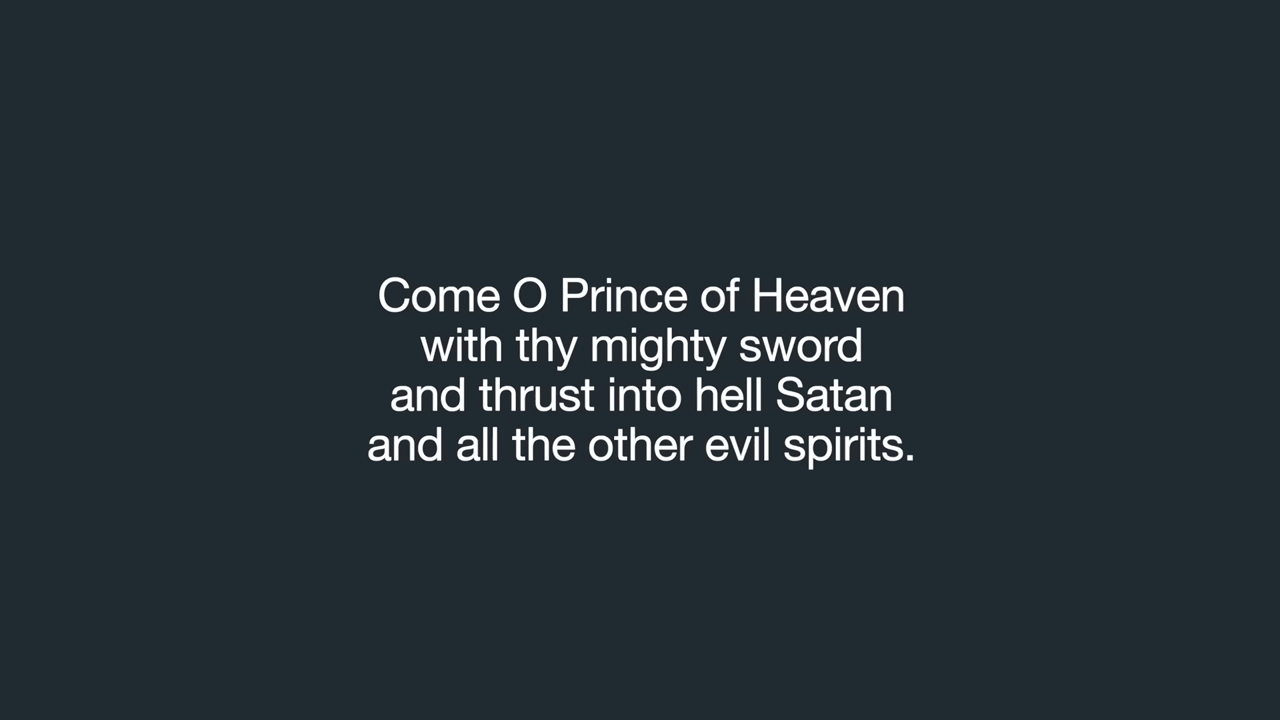 Come O Prince of Heaven
with thy mighty sword
and thrust into hell Satan
and all the other evil spirits.